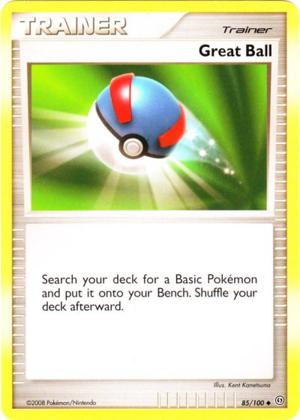 TRAINER
Trainer
Great Ball
Search your deck for a Basic Pokémon
and put it onto your Bench. Shuffle your
deck afterward.
Illus. Kent Kanetsuna
©2008 Pokémon/Nintendo
85/100 ◆